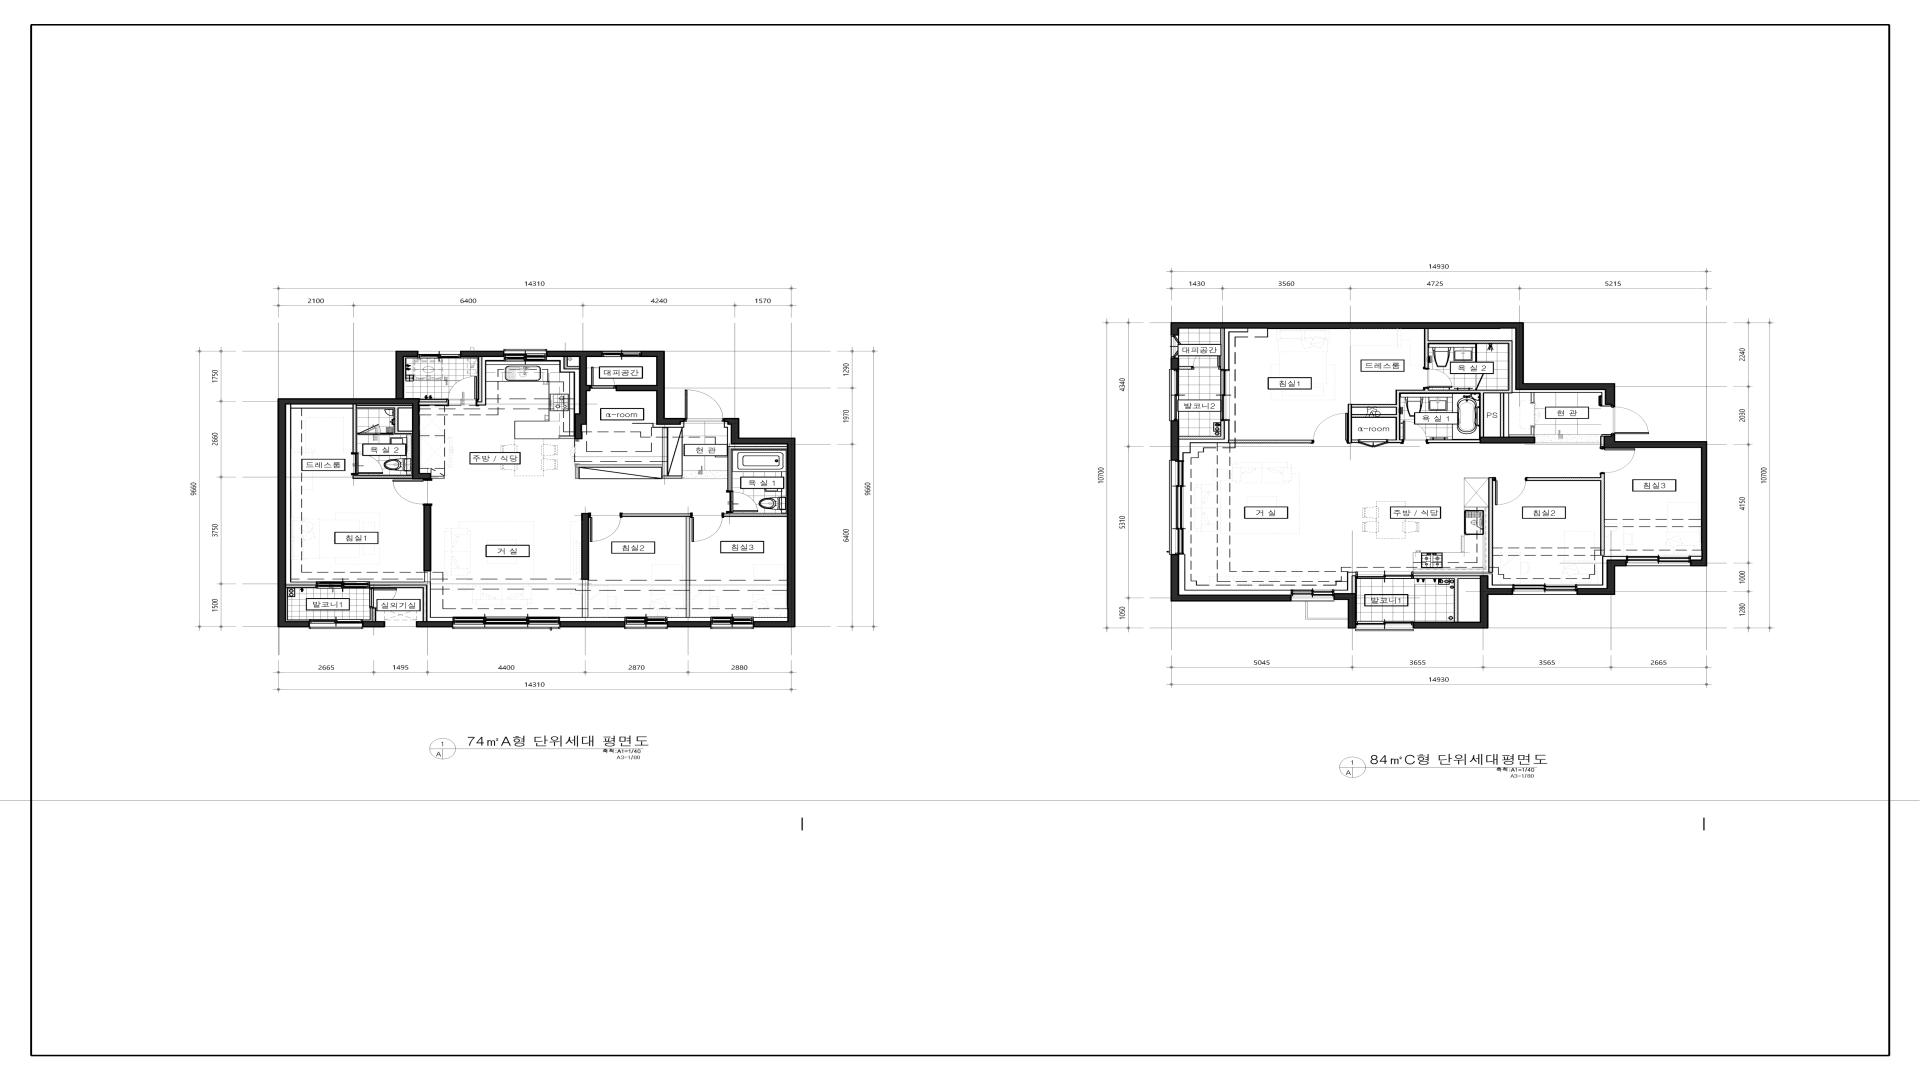 14310
2100 6400 4240 1570
9660
1750
2660
3750
1500
1290
1970
6400
9660
대피공간
α-room
현 관
욕 실 2
드레스룸
주방 / 식당
욕 실 1
침실1
거 실
침실2
침실3
발코니1
실외기실
2665 1495 4400 2870 2880
14310
1
A
74㎡A형 단위세대 평면도
축척:A1=1/40
A3=1/80
14930
1430 3560 4725 5215
10700
4340
5310
1050
2240
2030
4150
1000
1280
10700
대피공간
드레스룸
욕 실 2
침실1
발코니2
α-room
욕 실 1
PS
현 관
거 실
주방 / 식당
침실2
침실3
발코니1
5045 3655 3565 2665
14930
1
A
84㎡C형 단위세대평면도
축척:A1=1/40
A3=1/80